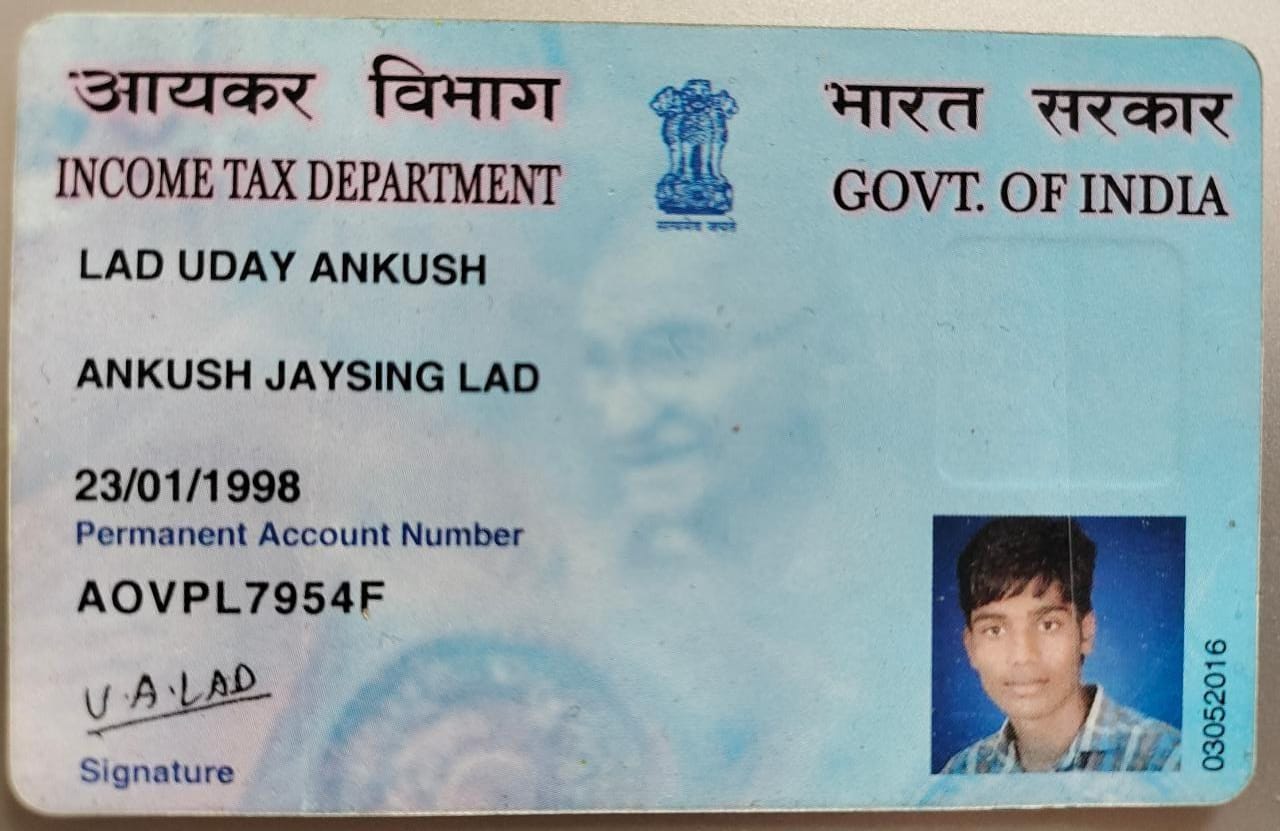 आयकर विभाग
भारत सरकार
INCOME TAX DEPARTMENT
GOVT. OF INDIA
सत्यमेव जयते
LAD UDAY ANKUSH
ANKUSH JAYSING LAD
23/01/1998
Permanent Account Number
AOVPL7954F
U.A.LAD
Signature
03052016